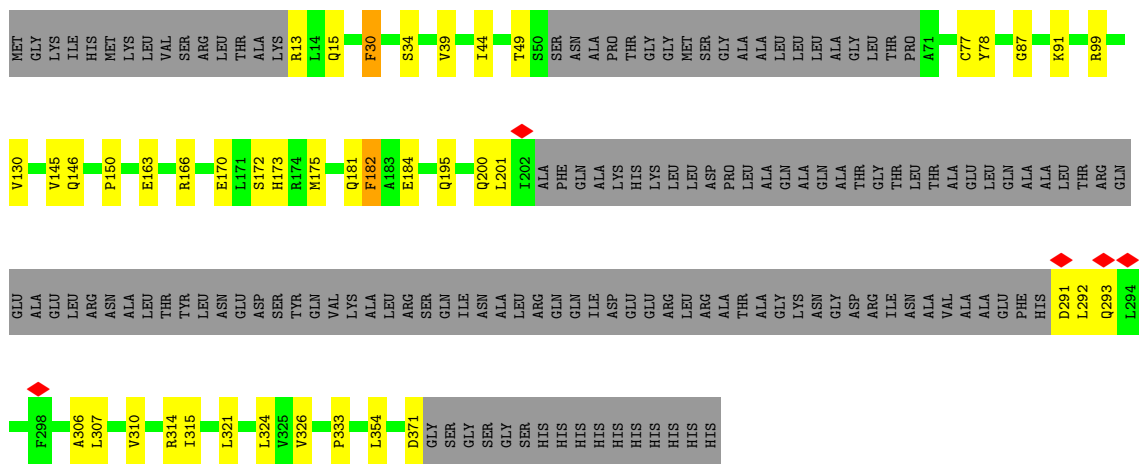 MET GLY LYS ILE HIS MET LYS LEU VAL SER ARG LEU THR ALA LYS R13 L14 Q15 F30 S34 V39 I44 T49 S50 SER ASN ALA PRO THR GLY GLY MET SER GLY ALA ALA LEU LEU LEU ALA GLY LEU THR PRO A71 C77 Y78 G87 K91 R99
V130 V145 Q146 P150 E163 R166 E170 L171 S172 H173 R174 M175 Q181 F182 A183 E184 Q195 Q200 L201 I202 ALA PHE GLN ALA LYS HIS LYS LEU LEU ASP PRO LEU ALA GLN ALA GLN ALA THR GLY THR LEU THR ALA GLU LEU GLN ALA ALA LEU THR ARG GLN
GLU ALA GLU LEU ARG ASN ALA LEU THR TYR LEU ASN GLU ASP SER TYR GLN VAL LYS ALA LEU ARG SER GLN ILE ASN ALA LEU ARG GLN GLN ILE ASP GLU GLU ARG LEU ARG ALA THR ALA GLY LYS ASN GLY ASP ARG ILE ASN ALA VAL ALA ALA GLU PHE HIS D291 L292 Q293 L294
F298 A306 L307 V310 R314 I315 L321 L324 V325 V326 P333 L354 D371 GLY SER GLY SER GLY SER HIS HIS HIS HIS HIS HIS HIS HIS HIS HIS